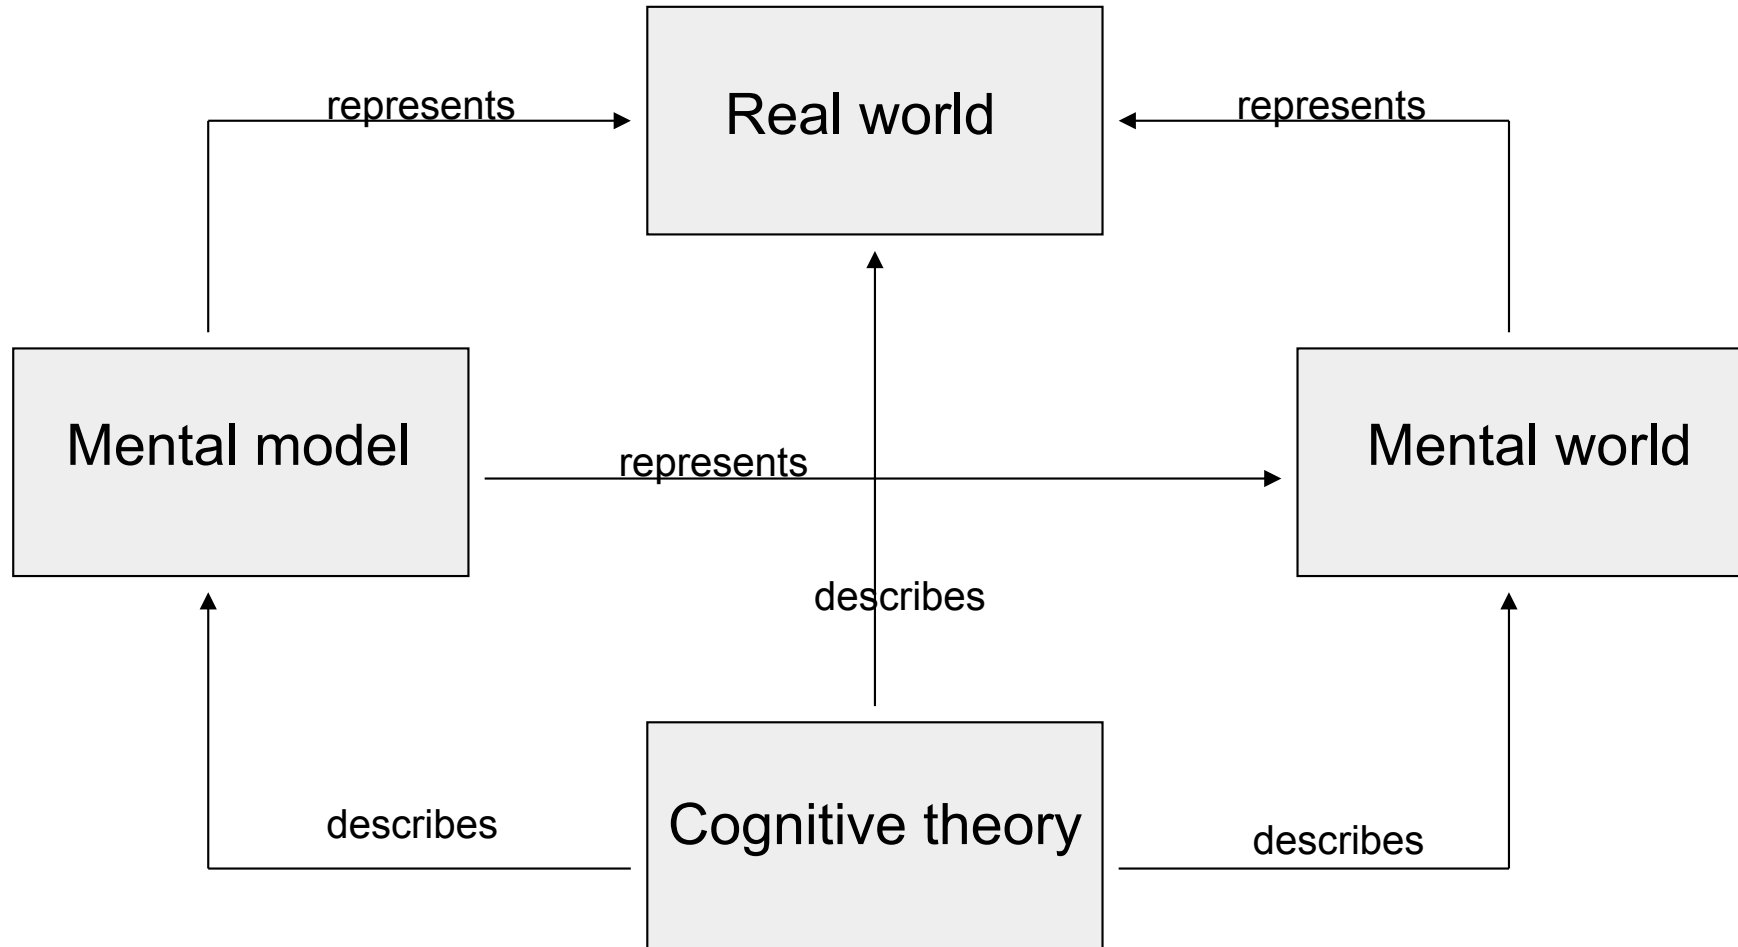 represents
Real world
represents
Mental model
represents
Mental world
describes
describes
Cognitive theory
describes